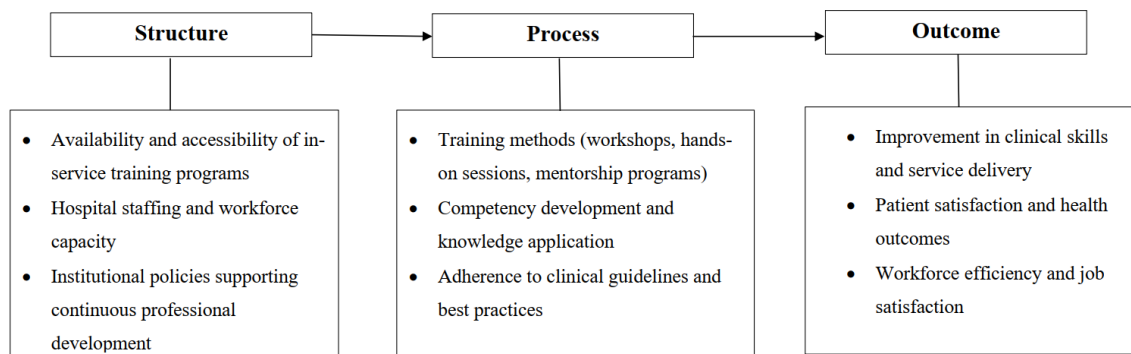 Structure
Process
Outcome
• Availability and accessibility of in-
service training programs
• Hospital staffing and workforce
capacity
• Institutional policies supporting
continuous professional
development
• Training methods (workshops, hands-
on sessions, mentorship programs)
• Competency development and
knowledge application
• Adherence to clinical guidelines and
best practices
• Improvement in clinical skills
and service delivery
• Patient satisfaction and health
outcomes
• Workforce efficiency and job
satisfaction